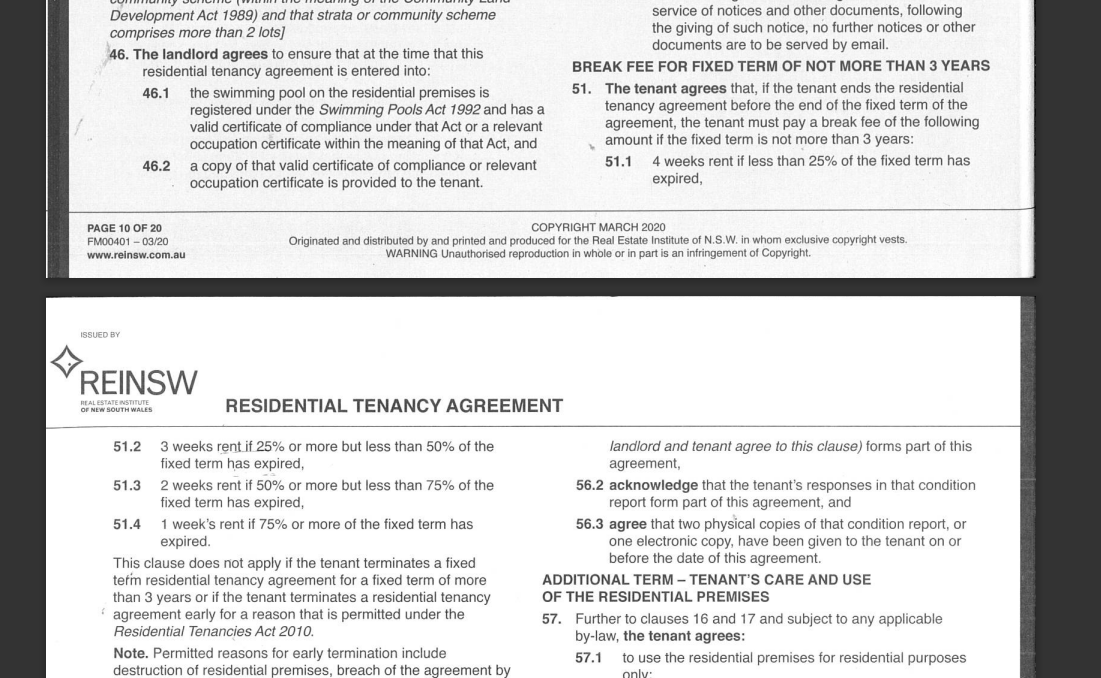 community scheme (within the meaning of the Community Land
Development Act 1989) and that strata or community scheme
comprises more than 2 lots]
46. The landlord agrees to ensure that at the time that this
residential tenancy agreement is entered into:
46.1 the swimming pool on the residential premises is
registered under the Swimming Pools Act 1992 and has a
valid certificate of compliance under that Act or a relevant
occupation certificate within the meaning of that Act, and
46.2 a copy of that valid certificate of compliance or relevant
occupation certificate is provided to the tenant.
service of notices and other documents, following
the giving of such notice, no further notices or other
documents are to be served by email.
BREAK FEE FOR FIXED TERM OF NOT MORE THAN 3 YEARS
51. The tenant agrees that, if the tenant ends the residential
tenancy agreement before the end of the fixed term of the
agreement, the tenant must pay a break fee of the following
amount if the fixed term is not more than 3 years:
51.1 4 weeks rent if less than 25% of the fixed term has
expired,
PAGE 10 OF 20
FM00401 – 03/20
www.reinsw.com.au
COPYRIGHT MARCH 2020
Originated and distributed by and printed and produced for the Real Estate Institute of N.S.W. in whom exclusive copyright vests.
WARNING Unauthorised reproduction in whole or in part is an infringement of Copyright.
ISSUED BY
REINSW
REAL ESTATE INSTITUTE
OF NEW SOUTH WALES
RESIDENTIAL TENANCY AGREEMENT
51.2 3 weeks rent if 25% or more but less than 50% of the
fixed term has expired,
51.3 2 weeks rent if 50% or more but less than 75% of the
fixed term has expired,
51.4 1 week's rent if 75% or more of the fixed term has
expired.
This clause does not apply if the tenant terminates a fixed
term residential tenancy agreement for a fixed term of more
than 3 years or if the tenant terminates a residential tenancy
agreement early for a reason that is permitted under the
Residential Tenancies Act 2010.
Note. Permitted reasons for early termination include
destruction of residential premises, breach of the agreement by
landlord and tenant agree to this clause) forms part of this
agreement,
56.2 acknowledge that the tenant's responses in that condition
report form part of this agreement, and
56.3 agree that two physical copies of that condition report, or
one electronic copy, have been given to the tenant on or
before the date of this agreement.
ADDITIONAL TERM – TENANT'S CARE AND USE
OF THE RESIDENTIAL PREMISES
57. Further to clauses 16 and 17 and subject to any applicable
by-law, the tenant agrees:
57.1 to use the residential premises for residential purposes
only;